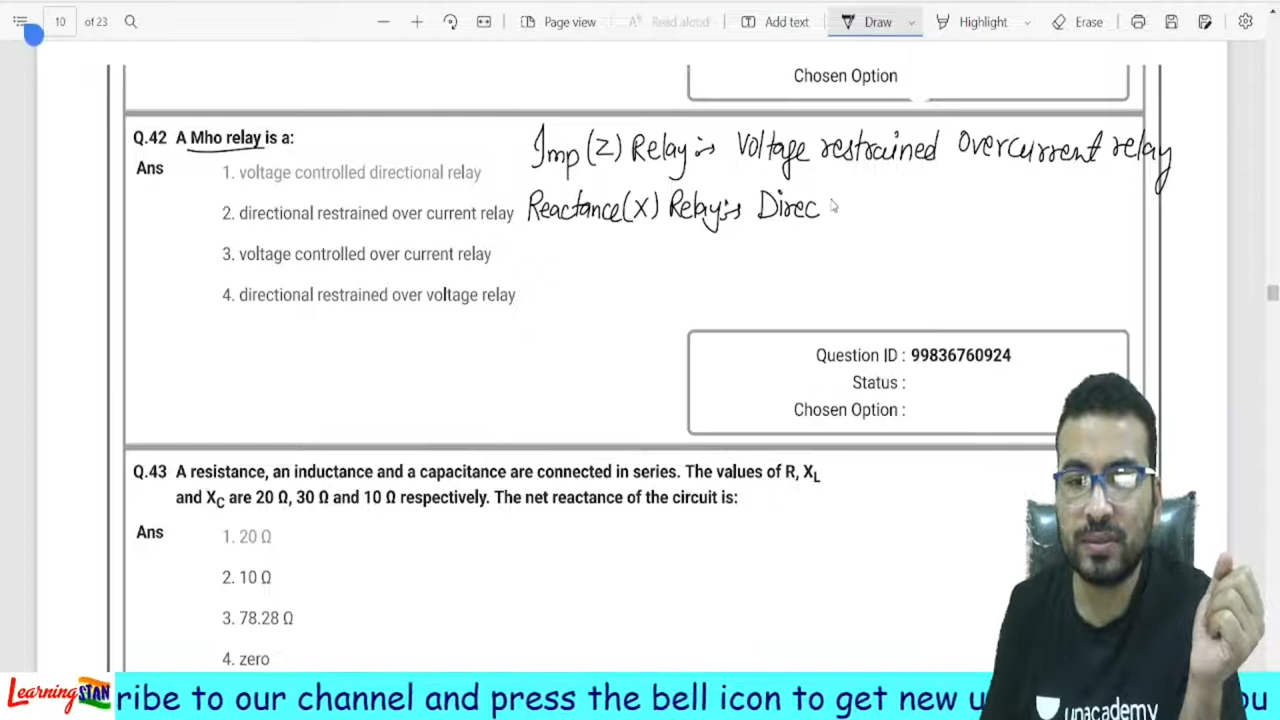 10 of 23 Page view Read aloud Add text Draw Highlight Erase
Chosen Option
Q.42 A Mho relay is a:
Ans
1. voltage controlled directional relay
2. directional restrained over current relay
3. voltage controlled over current relay
4. directional restrained over voltage relay
Imp (Z) Relay :- Voltage restrained Overcurrent relay
Reactance (X) Relay :- Direc
Question ID : 99836760924
Status :
Chosen Option :
Q.43 A resistance, an inductance and a capacitance are connected in series. The values of R, XL
and XC are 20 Ω, 30 Ω and 10 Ω respectively. The net reactance of the circuit is:
Ans
1. 20 Ω
2. 10 Ω
3. 78.28 Ω
4. zero
unacademy
Learning STAN
ribe to our channel and press the bell icon to get new u